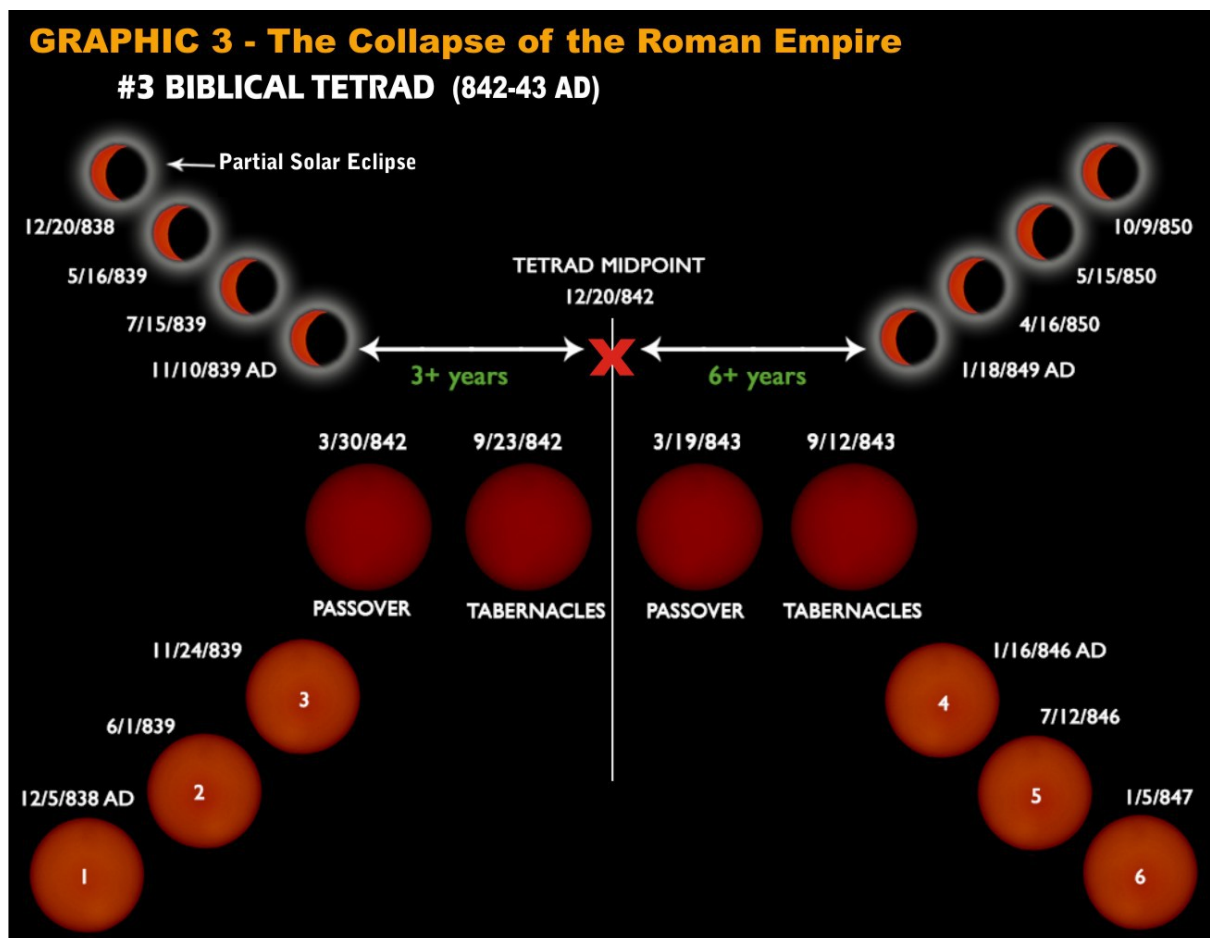 GRAPHIC 3 - The Collapse of the Roman Empire
#3 BIBLICAL TETRAD (842-43 AD)
Partial Solar Eclipse
12/20/838
5/16/839
7/15/839
11/10/839 AD
TETRAD MIDPOINT
12/20/842
X
3+ years
6+ years
10/9/850
5/15/850
4/16/850
1/18/849 AD
3/30/842
9/23/842
3/19/843
9/12/843
PASSOVER
TABERNACLES
PASSOVER
TABERNACLES
11/24/839
3
6/1/839
2
12/5/838 AD
1
1/16/846 AD
4
7/12/846
5
1/5/847
6